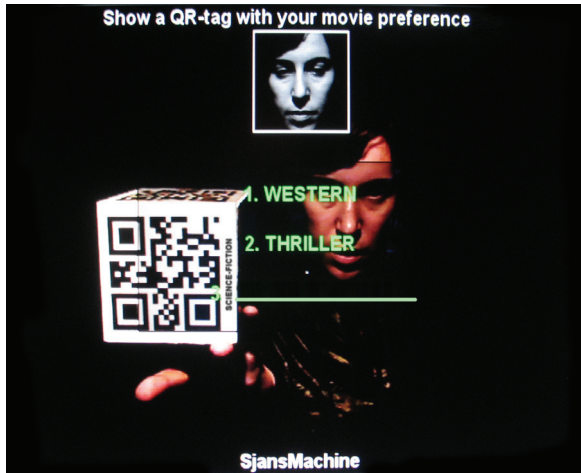 Show a QR-tag with your movie preference
1. WESTERN
2. THRILLER
SCIENCE-FICTION
3.
SjansMachine